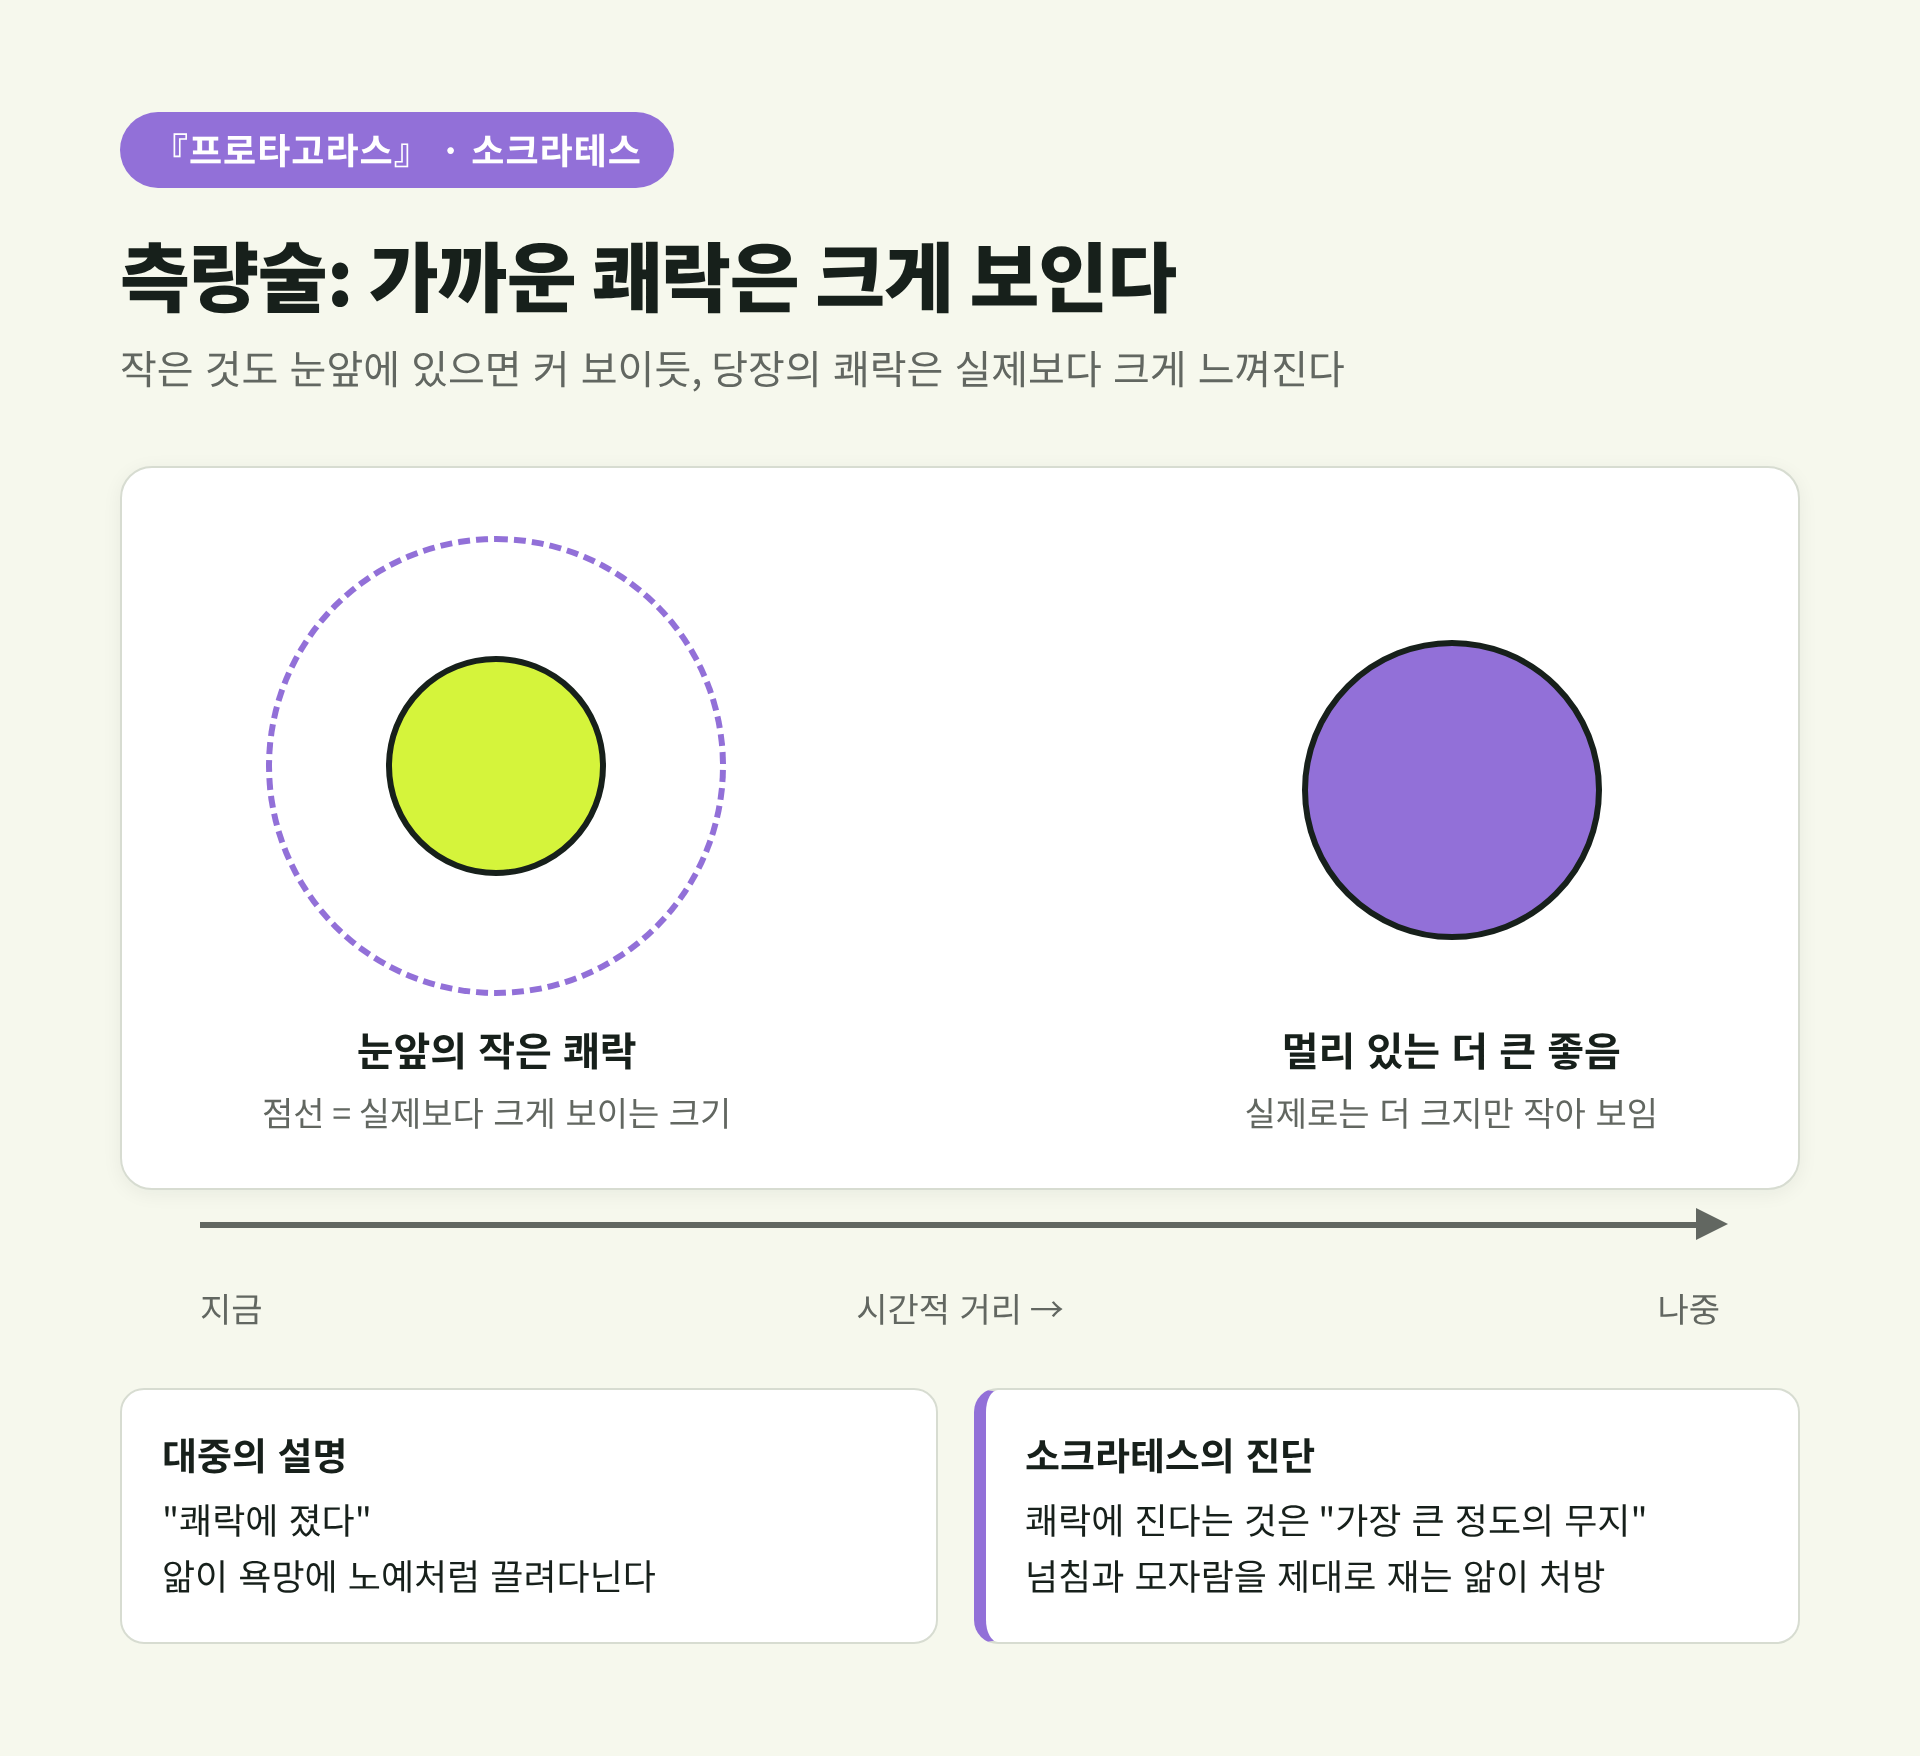 『프로타고라스』 · 소크라테스
측량술: 가까운 쾌락은 크게 보인다
작은 것도 눈앞에 있으면 커 보이듯, 당장의 쾌락은 실제보다 크게 느껴진다
눈앞의 작은 쾌락
점선 = 실제보다 크게 보이는 크기
멀리 있는 더 큰 좋음
실제로는 더 크지만 작아 보임
지금
시간적 거리 →
나중
대중의 설명
"쾌락에 졌다"
앎이 욕망에 노예처럼 끌려다닌다
소크라테스의 진단
쾌락에 진다는 것은 "가장 큰 정도의 무지"
넘침과 모자람을 제대로 재는 앎이 처방